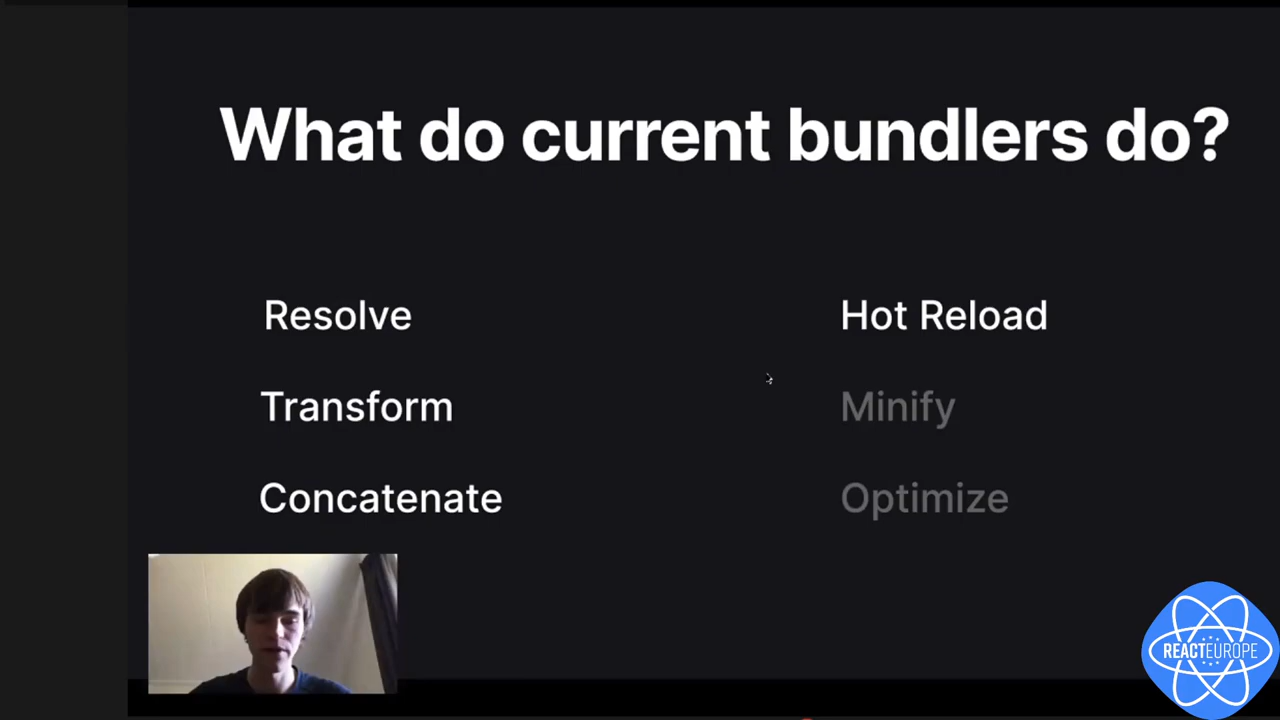 What do current bundlers do?
Resolve
Transform
Concatenate
Hot Reload
Minify
Optimize
REACTEUROPE